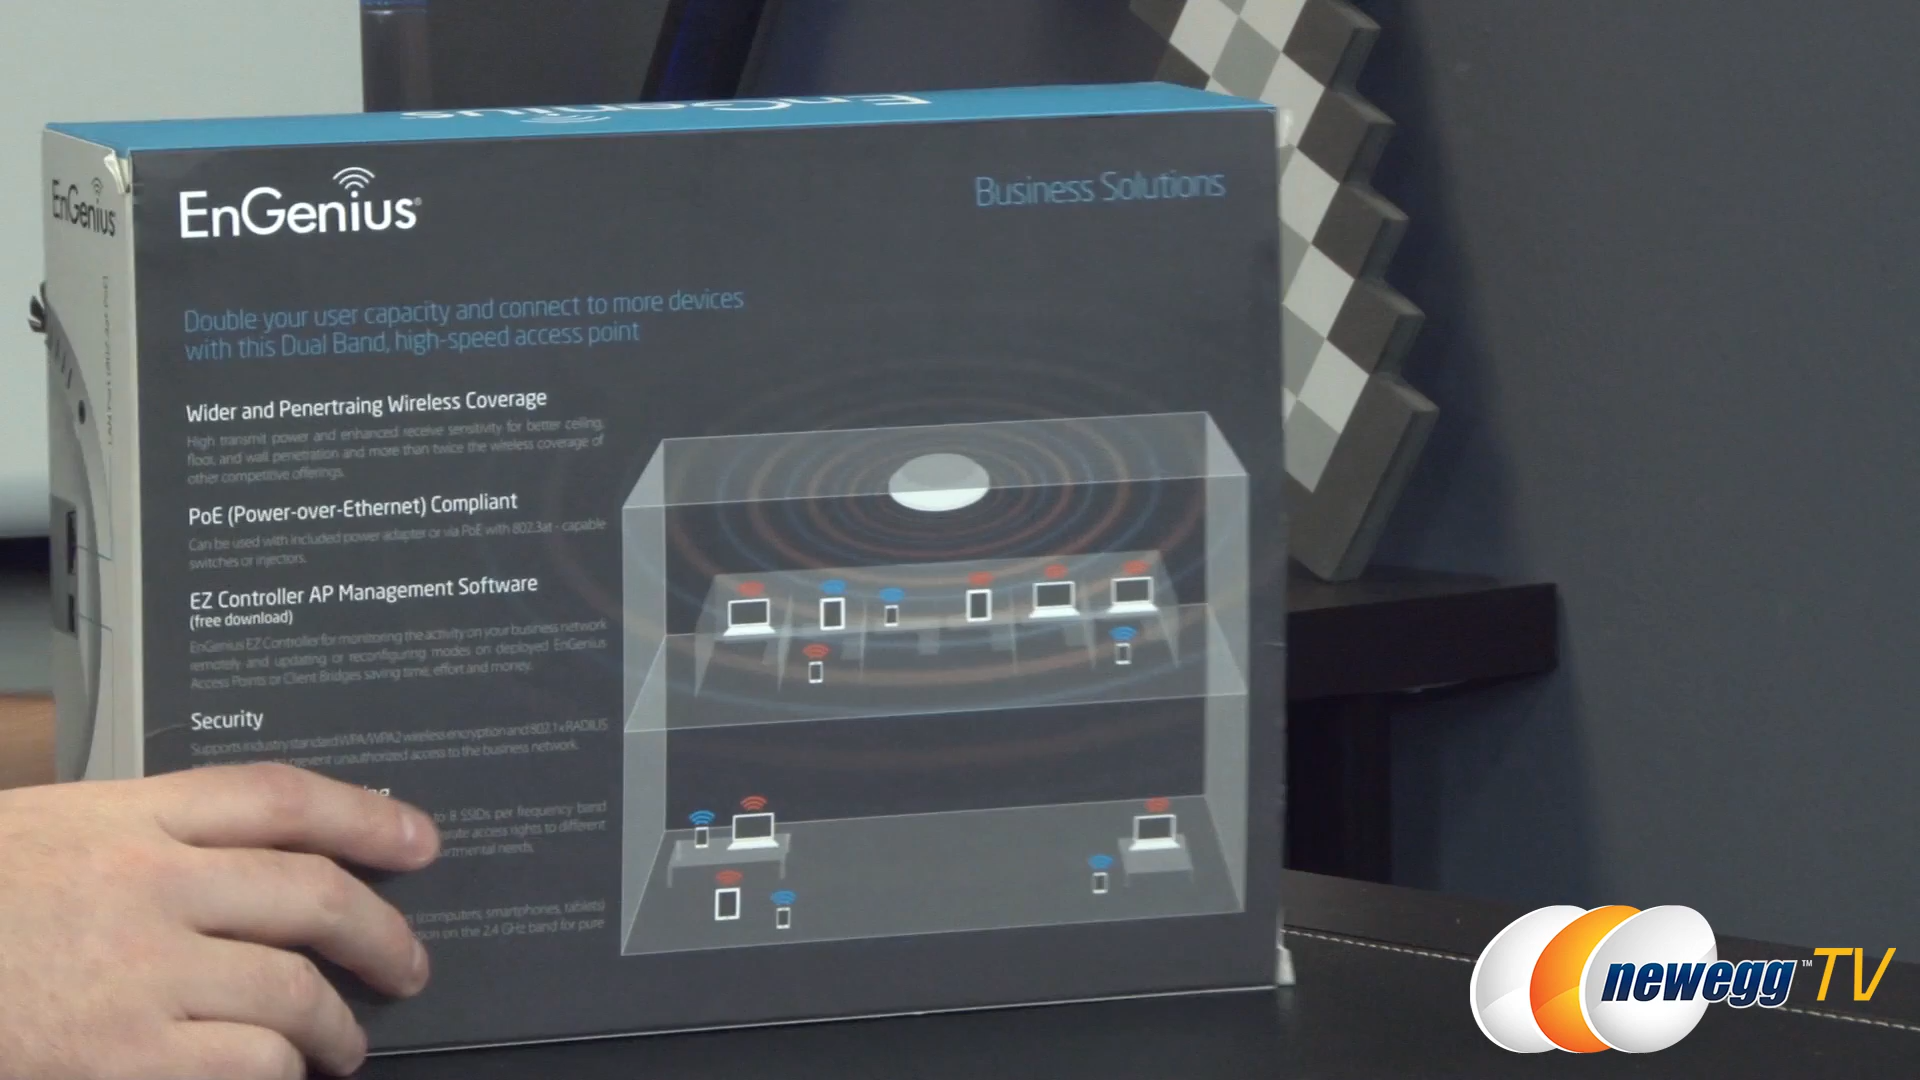 EnGenius
EnGenius
EnGenius®
Business Solutions
Double your user capacity and connect to more devices
with this Dual Band, high-speed access point
Wider and Penertraing Wireless Coverage
High transmit power and enhanced receive sensitivity for better ceiling,
floor, and wall penetration and more than twice the wireless coverage of
other competitive offerings.
PoE (Power-over-Ethernet) Compliant
Can be used with included power adapter or via PoE with 802.3at - capable
switches or injectors.
EZ Controller AP Management Software
(free download)
EnGenius EZ Controller for monitoring the activity on your business network
remotely and updating or reconfiguring modes on deployed EnGenius
Access Points or Client Bridges saving time, effort and money.
Security
Supports industry standard WPA/WPA2 wireless encryption and 802.1x RADIUS
prevent unauthorized access to the business network.
to 8 SSIDs per frequency band
access rights to different
needs.
(computers, smartphones, tablets)
on the 2.4 GHz band for pure
LAN Port (802.3at PoE)
newegg™ TV